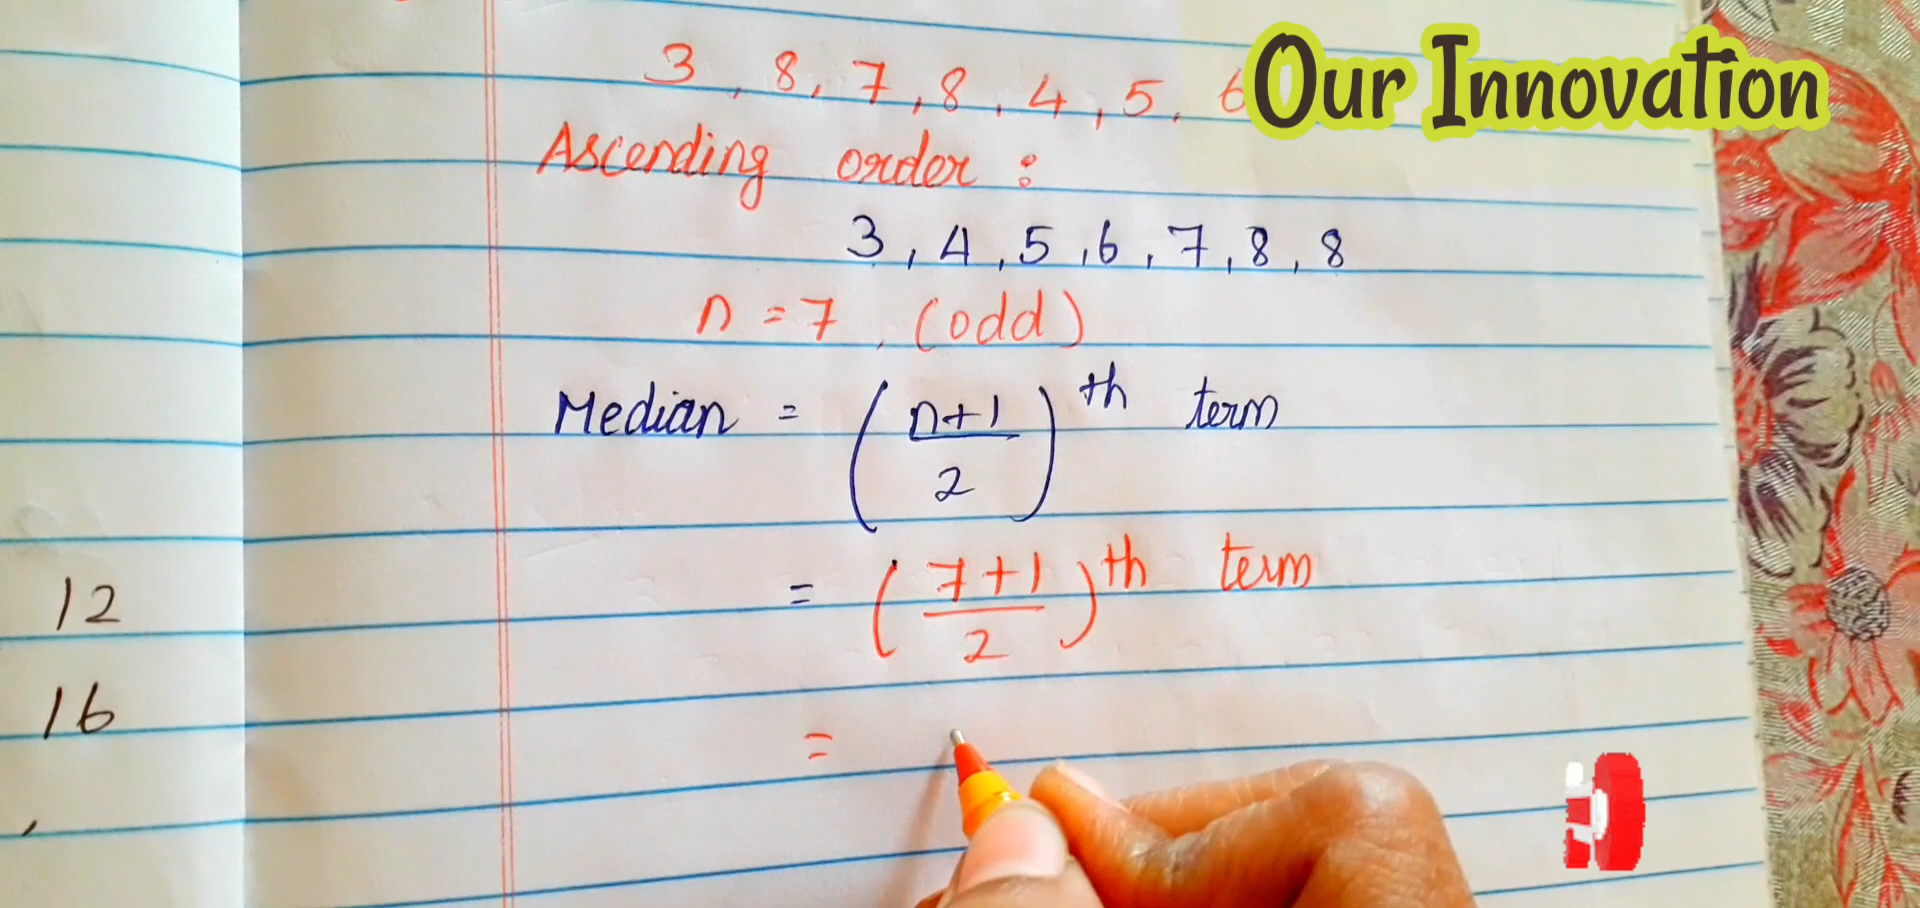 Our Innovation
3, 8, 7, 8, 4, 5, 6
Ascending order :
3, 4, 5, 6, 7, 8, 8
n = 7, (odd)
Median = (n+1/2)th term
= (7+1/2)th term
=
12
16
,